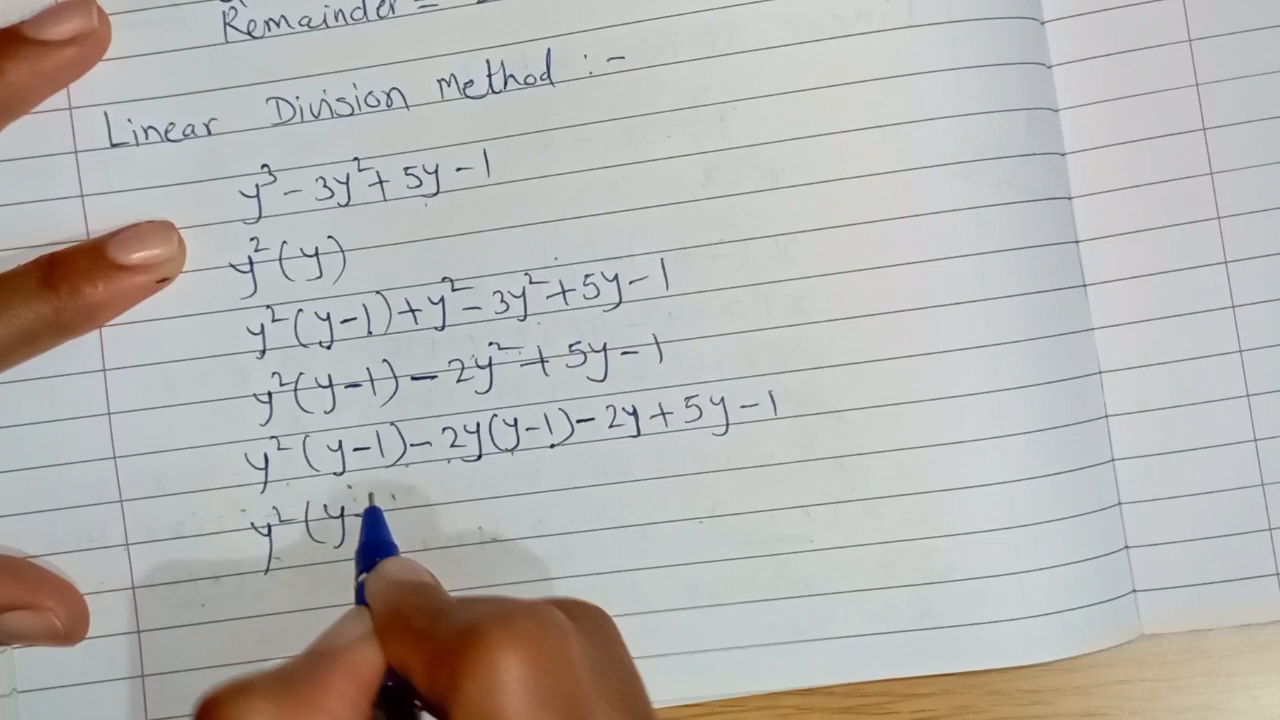 Remainder =
Linear Division Method :-
y³ - 3y² + 5y - 1
y² (y)
y² (y-1) + y² - 3y² + 5y - 1
y² (y-1) - 2y² + 5y - 1
y² (y-1) - 2y (y-1) - 2y + 5y - 1
y² (y-